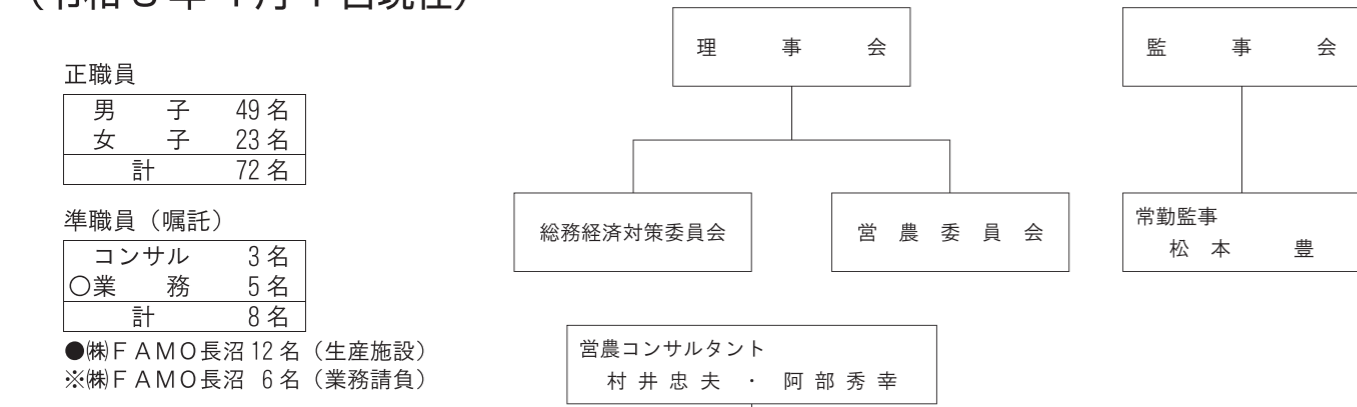 正職員
男　　子　49名
女　　子　23名
計　72名
準職員（嘱託）
コンサル　3名
○業　　務　5名
計　8名
●㈱ＦＡＭＯ長沼12名（生産施設）
※㈱ＦＡＭＯ長沼 6名（業務請負）
理　事　会
監　事　会
総務経済対策委員会
営農委員会
常勤監事
松本　豊
営農コンサルタント
村井忠夫・阿部秀幸